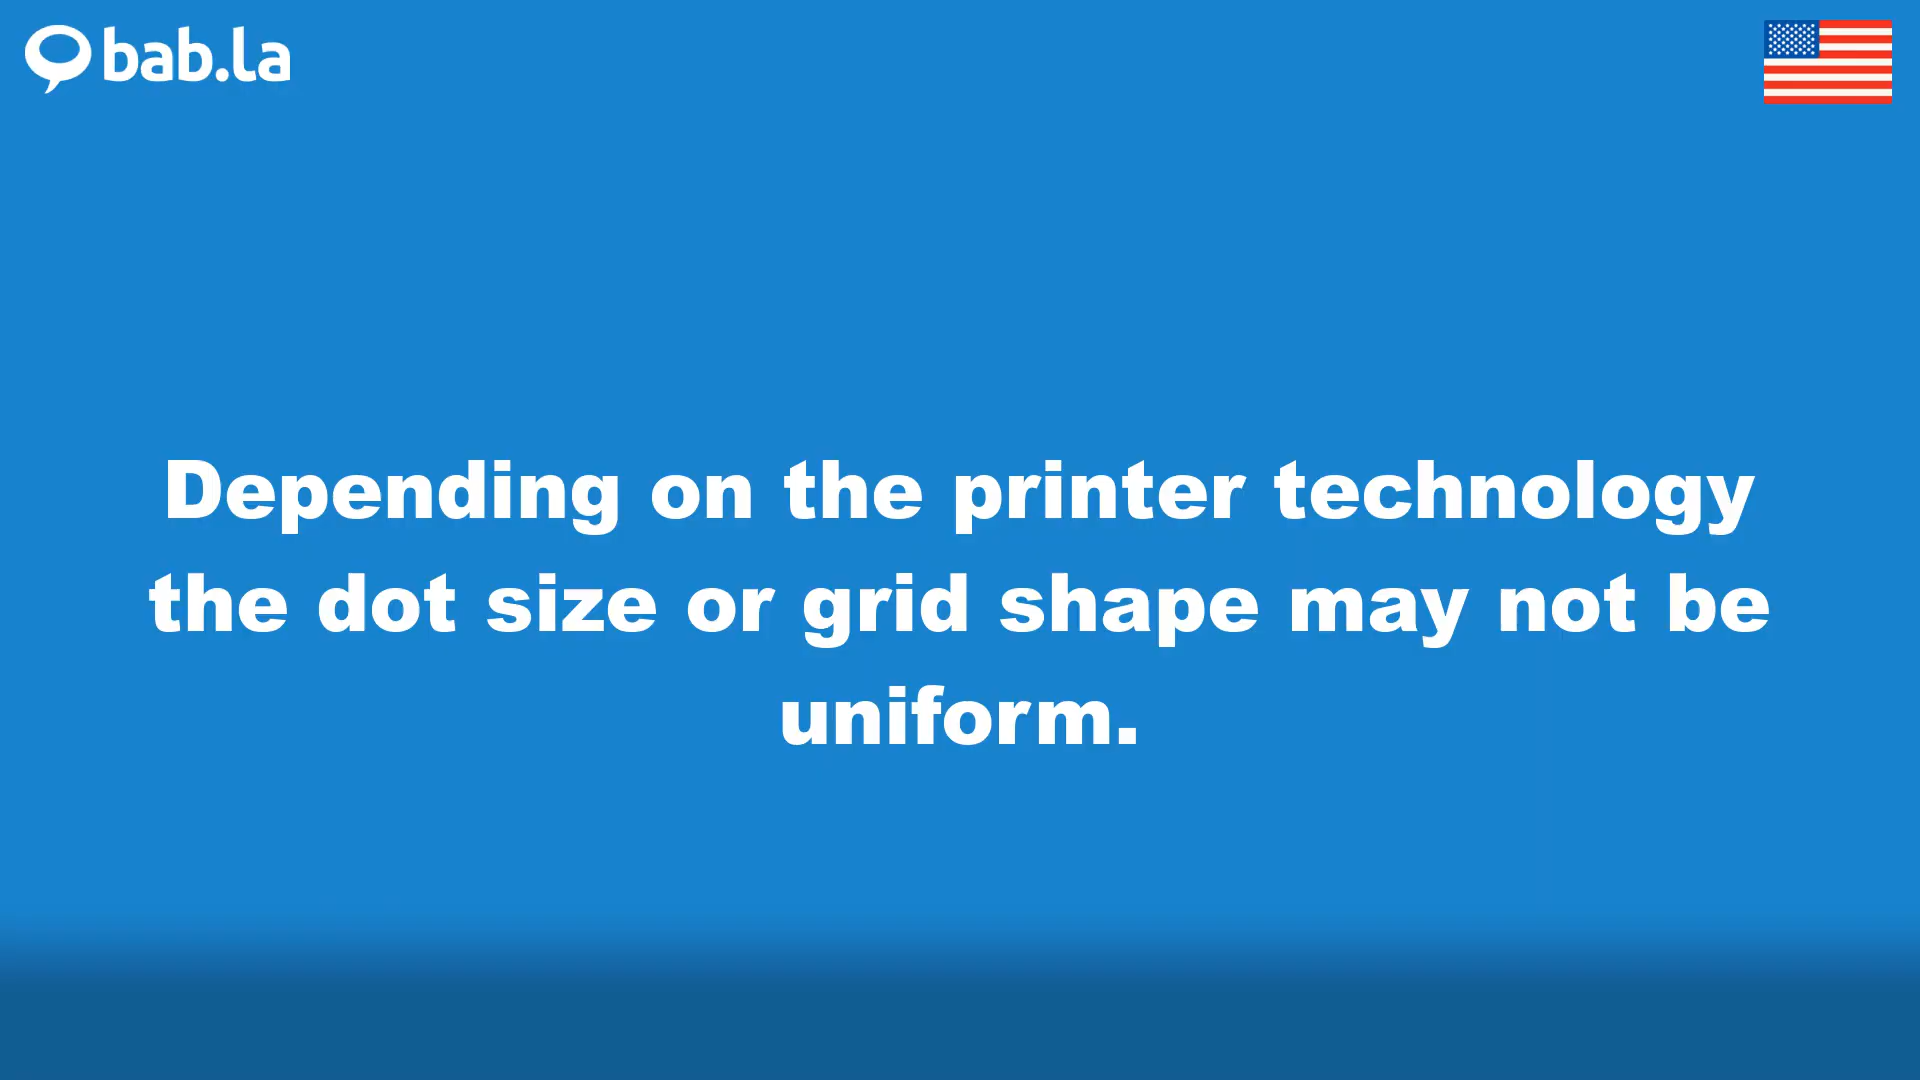 bab.la
Depending on the printer technology
the dot size or grid shape may not be
uniform.